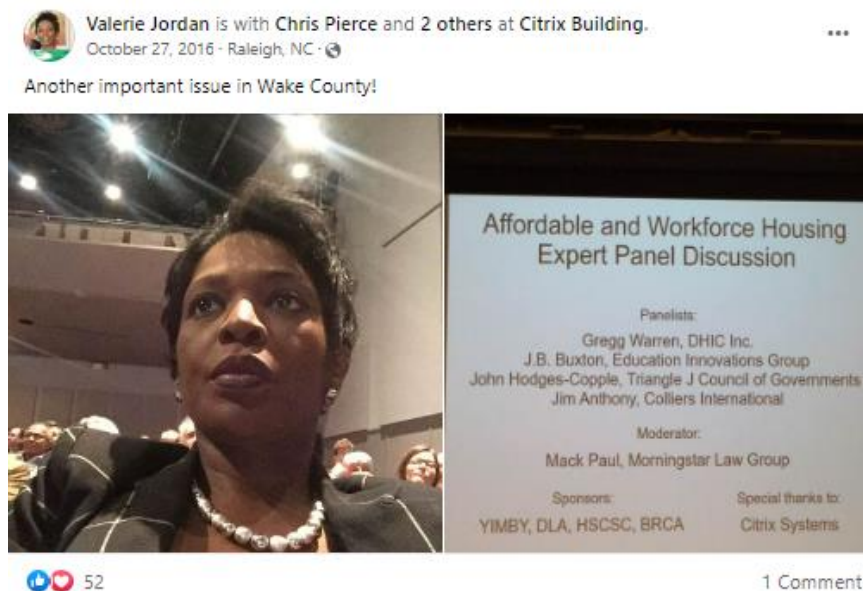 Valerie Jordan is with Chris Pierce and 2 others at Citrix Building.
October 27, 2016 · Raleigh, NC ·
Another important issue in Wake County!
Affordable and Workforce Housing
Expert Panel Discussion
Panelists:
Gregg Warren, DHIC Inc.
J.B. Buxton, Education Innovations Group
John Hodges-Copple, Triangle J Council of Governments
Jim Anthony, Colliers International
Moderator:
Mack Paul, Morningstar Law Group
Sponsors:
YIMBY, DLA, HSCSC, BRCA
Special thanks to:
Citrix Systems
52
1 Comment